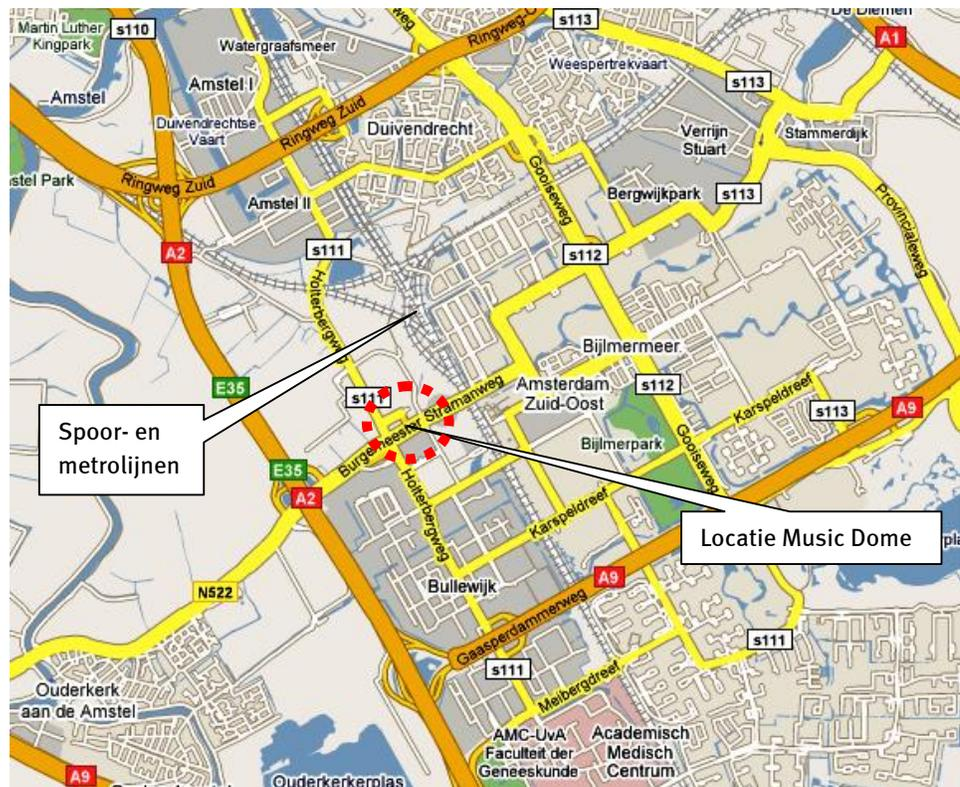 De Diemen
s113
Ringweg-O
weg
Martin Luther
Kingpark
s110
A1
Watergraafsmeer
Weespertrekvaart
s113
Amstel I
Amstel
Duivendrechtse
Vaart
Ringweg Zuid
Duivendrecht
Verrijn
Stuart
Stammerdijk
stel Park
Ringweg Zuid
Gooiseweg
Bergwijkpark
s113
Amstel II
Provincialeweg
A2
s111
s112
Holterbergweg
Bijlmermeer
E35
s111
Burgemeester Stramanweg
Amsterdam
Zuid-Oost
s112
Karspeldreef
s113
A9
Spoor- en
metrolijnen
Bijlmerpark
Gooiseweg
E35
A2
Holterbergweg
Karspeldreef
Locatie Music Dome
rpla
A9
Bullewijk
N522
Gaasperdammerweg
s111
s111
Meibergdreef
Ouderkerk
aan de Amstel
AMC-UvA
Faculteit der
Geneeskunde
Academisch
Medisch
Centrum
A9
Ouderkerkerplas